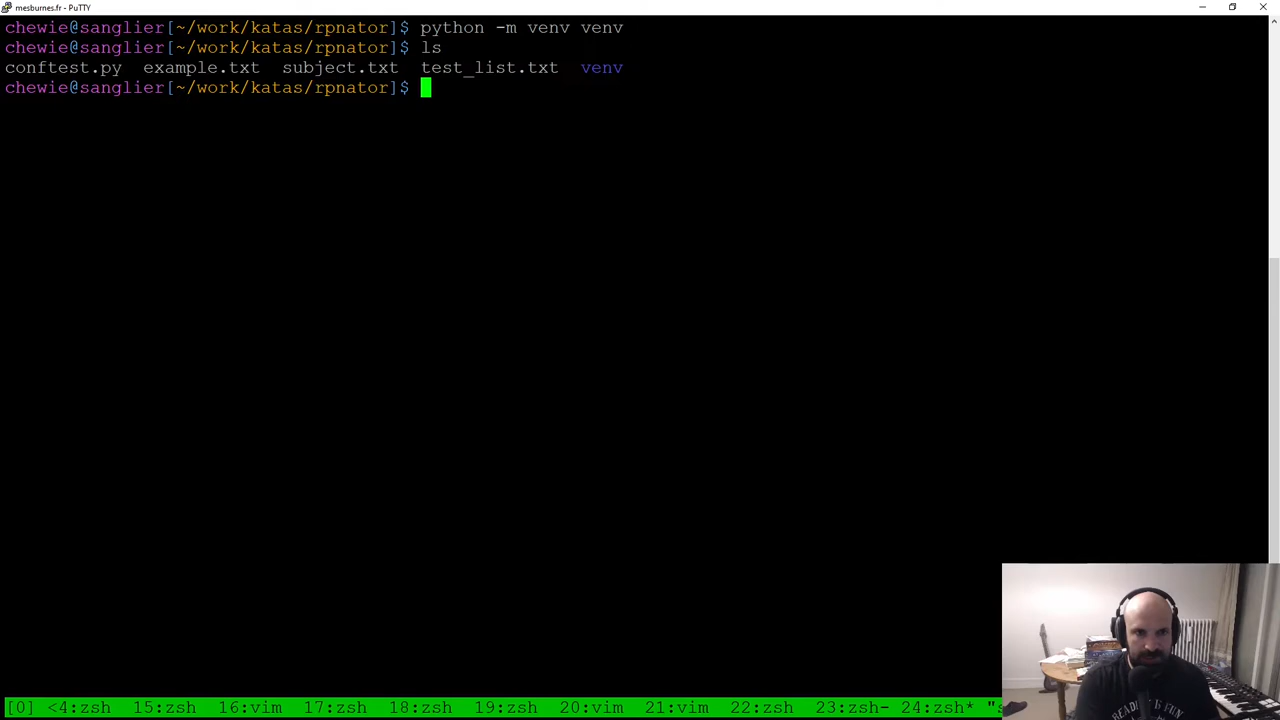 mesburnes.fr - PuTTY
chewie@sanglier[~/work/katas/rpnator]$ python -m venv venv
chewie@sanglier[~/work/katas/rpnator]$ ls
conftest.py example.txt subject.txt test_list.txt venv
chewie@sanglier[~/work/katas/rpnator]$
[0] <4:zsh 15:zsh 16:vim 17:zsh 18:zsh 19:zsh 20:vim 21:vim 22:zsh 23:zsh- 24:zsh* "s